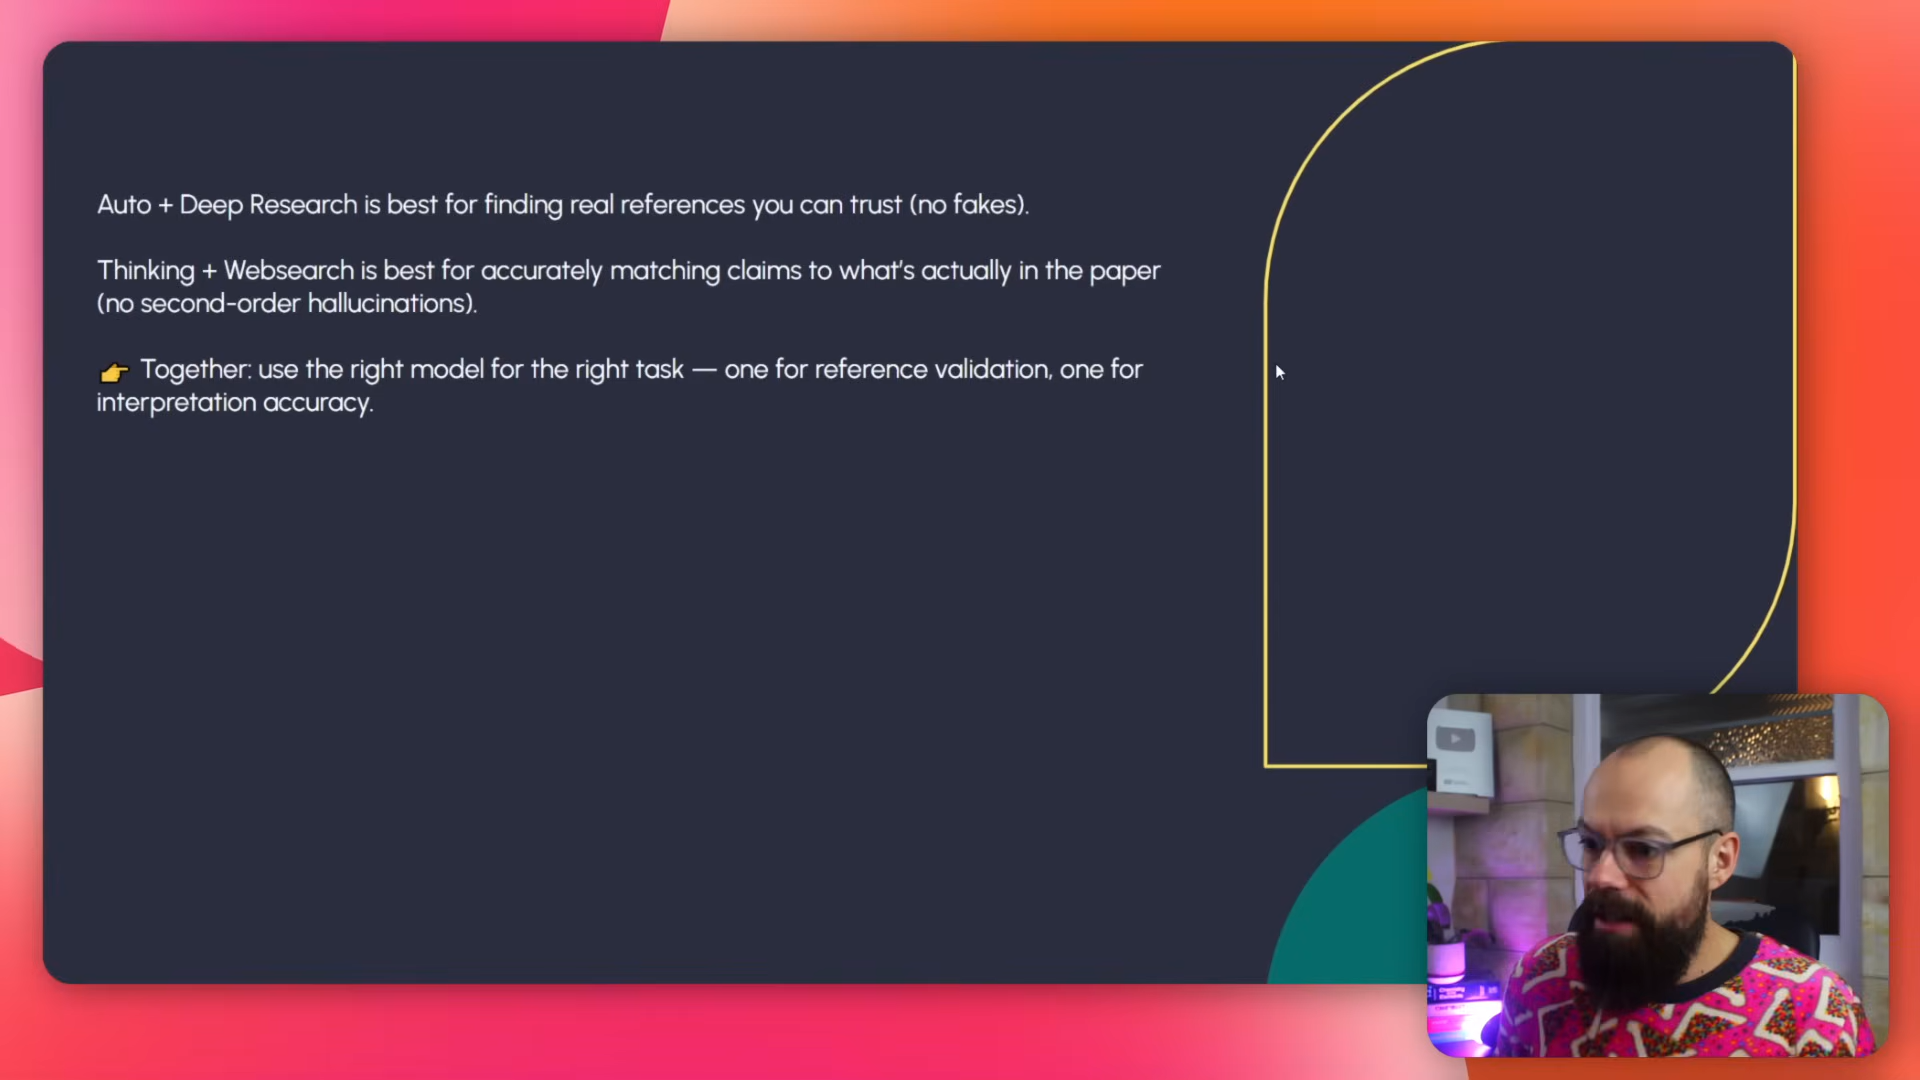 Auto + Deep Research is best for finding real references you can trust (no fakes).
Thinking + Websearch is best for accurately matching claims to what's actually in the paper
(no second-order hallucinations).
👉 Together: use the right model for the right task — one for reference validation, one for
interpretation accuracy.